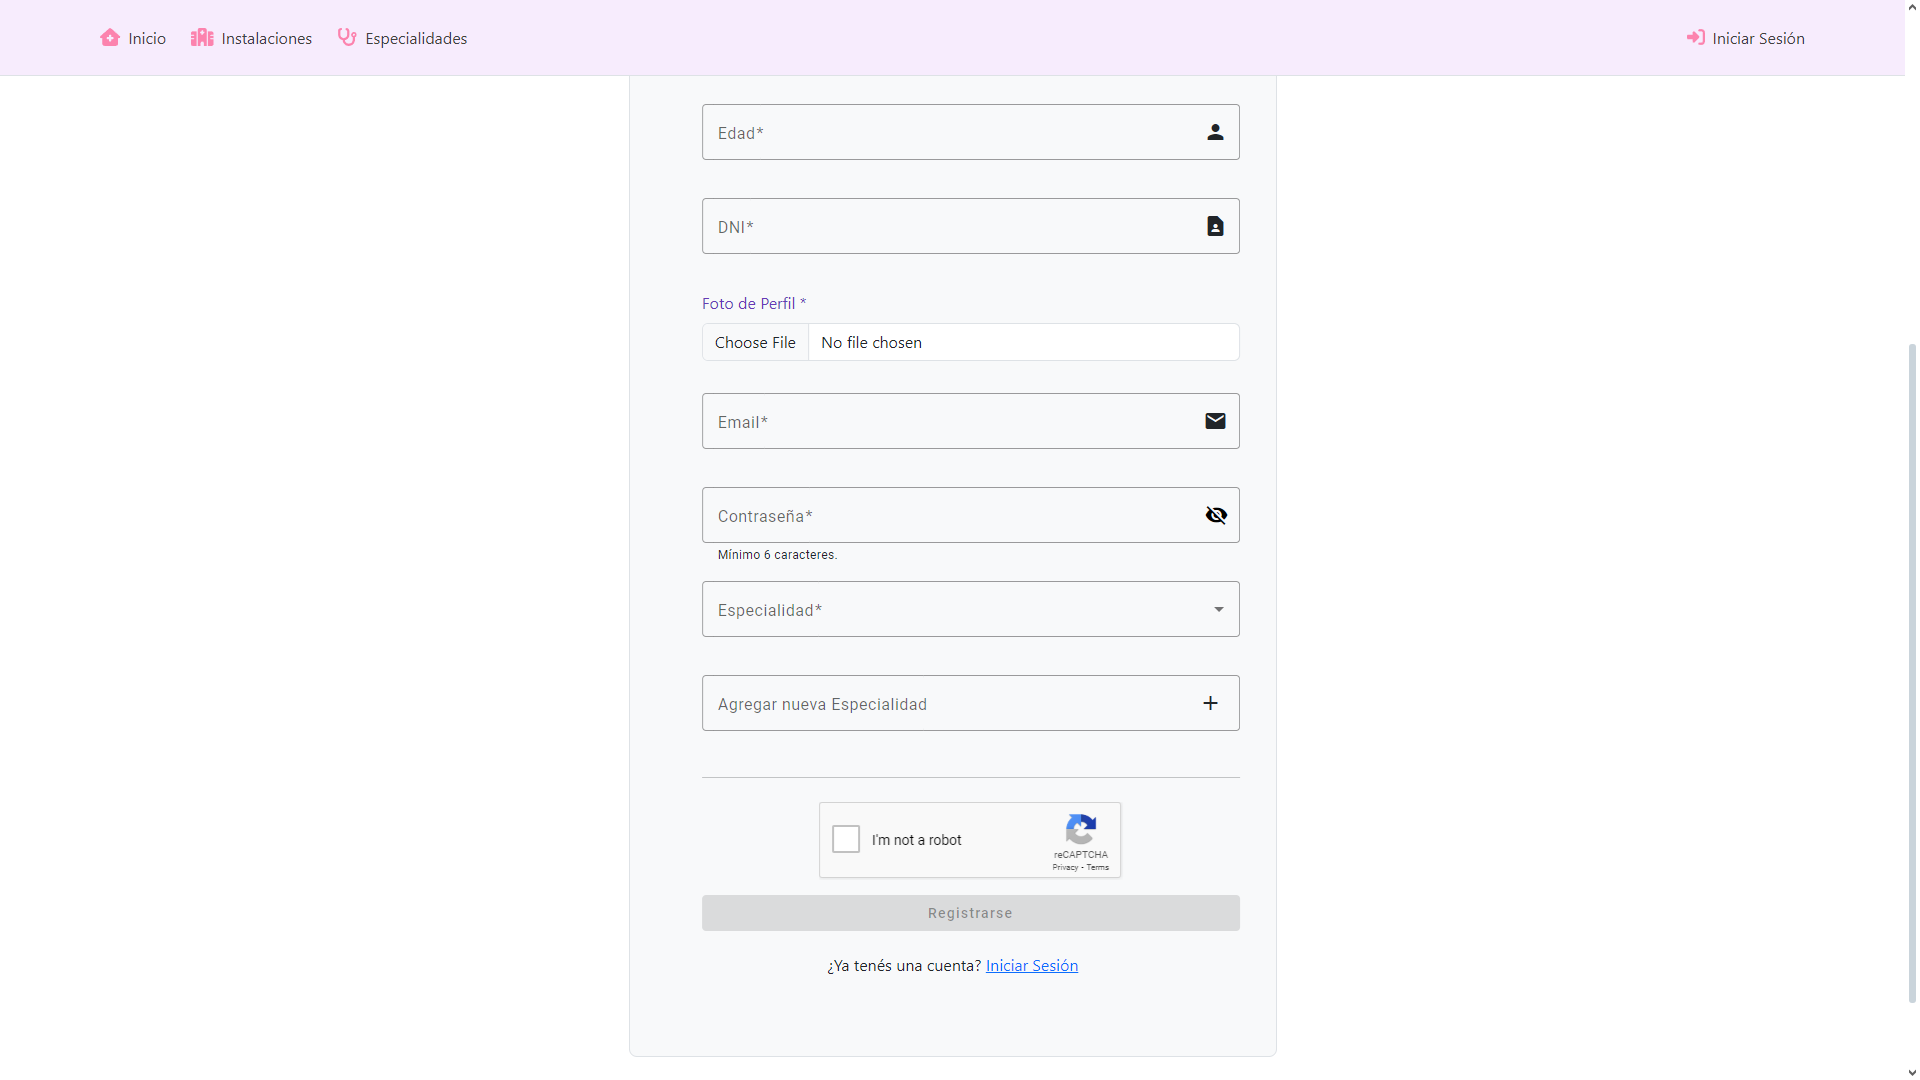 Inicio Instalaciones Especialidades Iniciar Sesión
Edad*
DNI*
Foto de Perfil *
Choose File No file chosen
Email*
Contraseña*
Mínimo 6 caracteres.
Especialidad*
Agregar nueva Especialidad
I'm not a robot
reCAPTCHA
Privacy - Terms
Registrarse
¿Ya tenés una cuenta? Iniciar Sesión